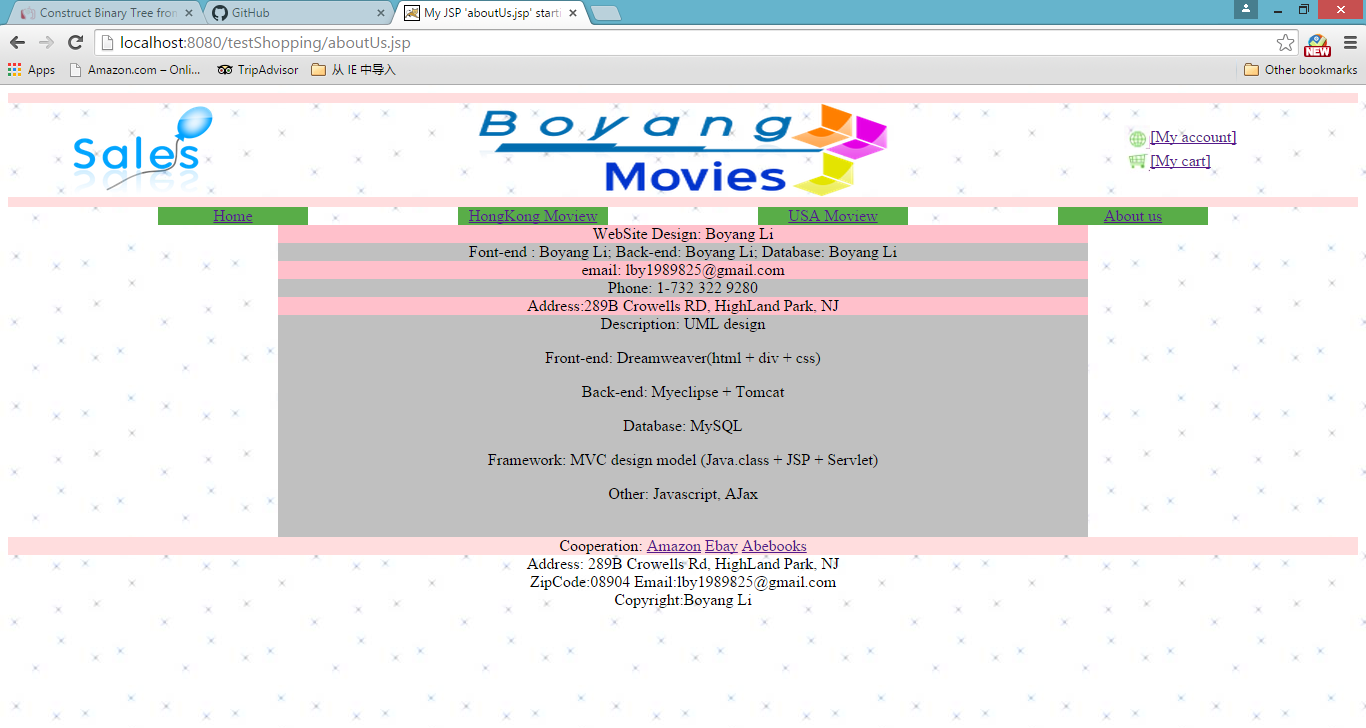 Construct Binary Tree from
GitHub
My JSP 'aboutUs.jsp' starti
localhost:8080/testShopping/aboutUs.jsp
NEW
Apps
Amazon.com – Onli...
TripAdvisor
从 IE 中导入
Other bookmarks
Sales
Boyang
Movies
[My account]
[My cart]
Home
HongKong Moview
USA Moview
About us
WebSite Design: Boyang Li
Font-end : Boyang Li; Back-end: Boyang Li; Database: Boyang Li
email: lby1989825@gmail.com
Phone: 1-732 322 9280
Address:289B Crowells RD, HighLand Park, NJ
Description: UML design
Front-end: Dreamweaver(html + div + css)
Back-end: Myeclipse + Tomcat
Database: MySQL
Framework: MVC design model (Java.class + JSP + Servlet)
Other: Javascript, AJax
Cooperation: Amazon Ebay Abebooks
Address: 289B Crowells Rd, HighLand Park, NJ
ZipCode:08904 Email:lby1989825@gmail.com
Copyright:Boyang Li